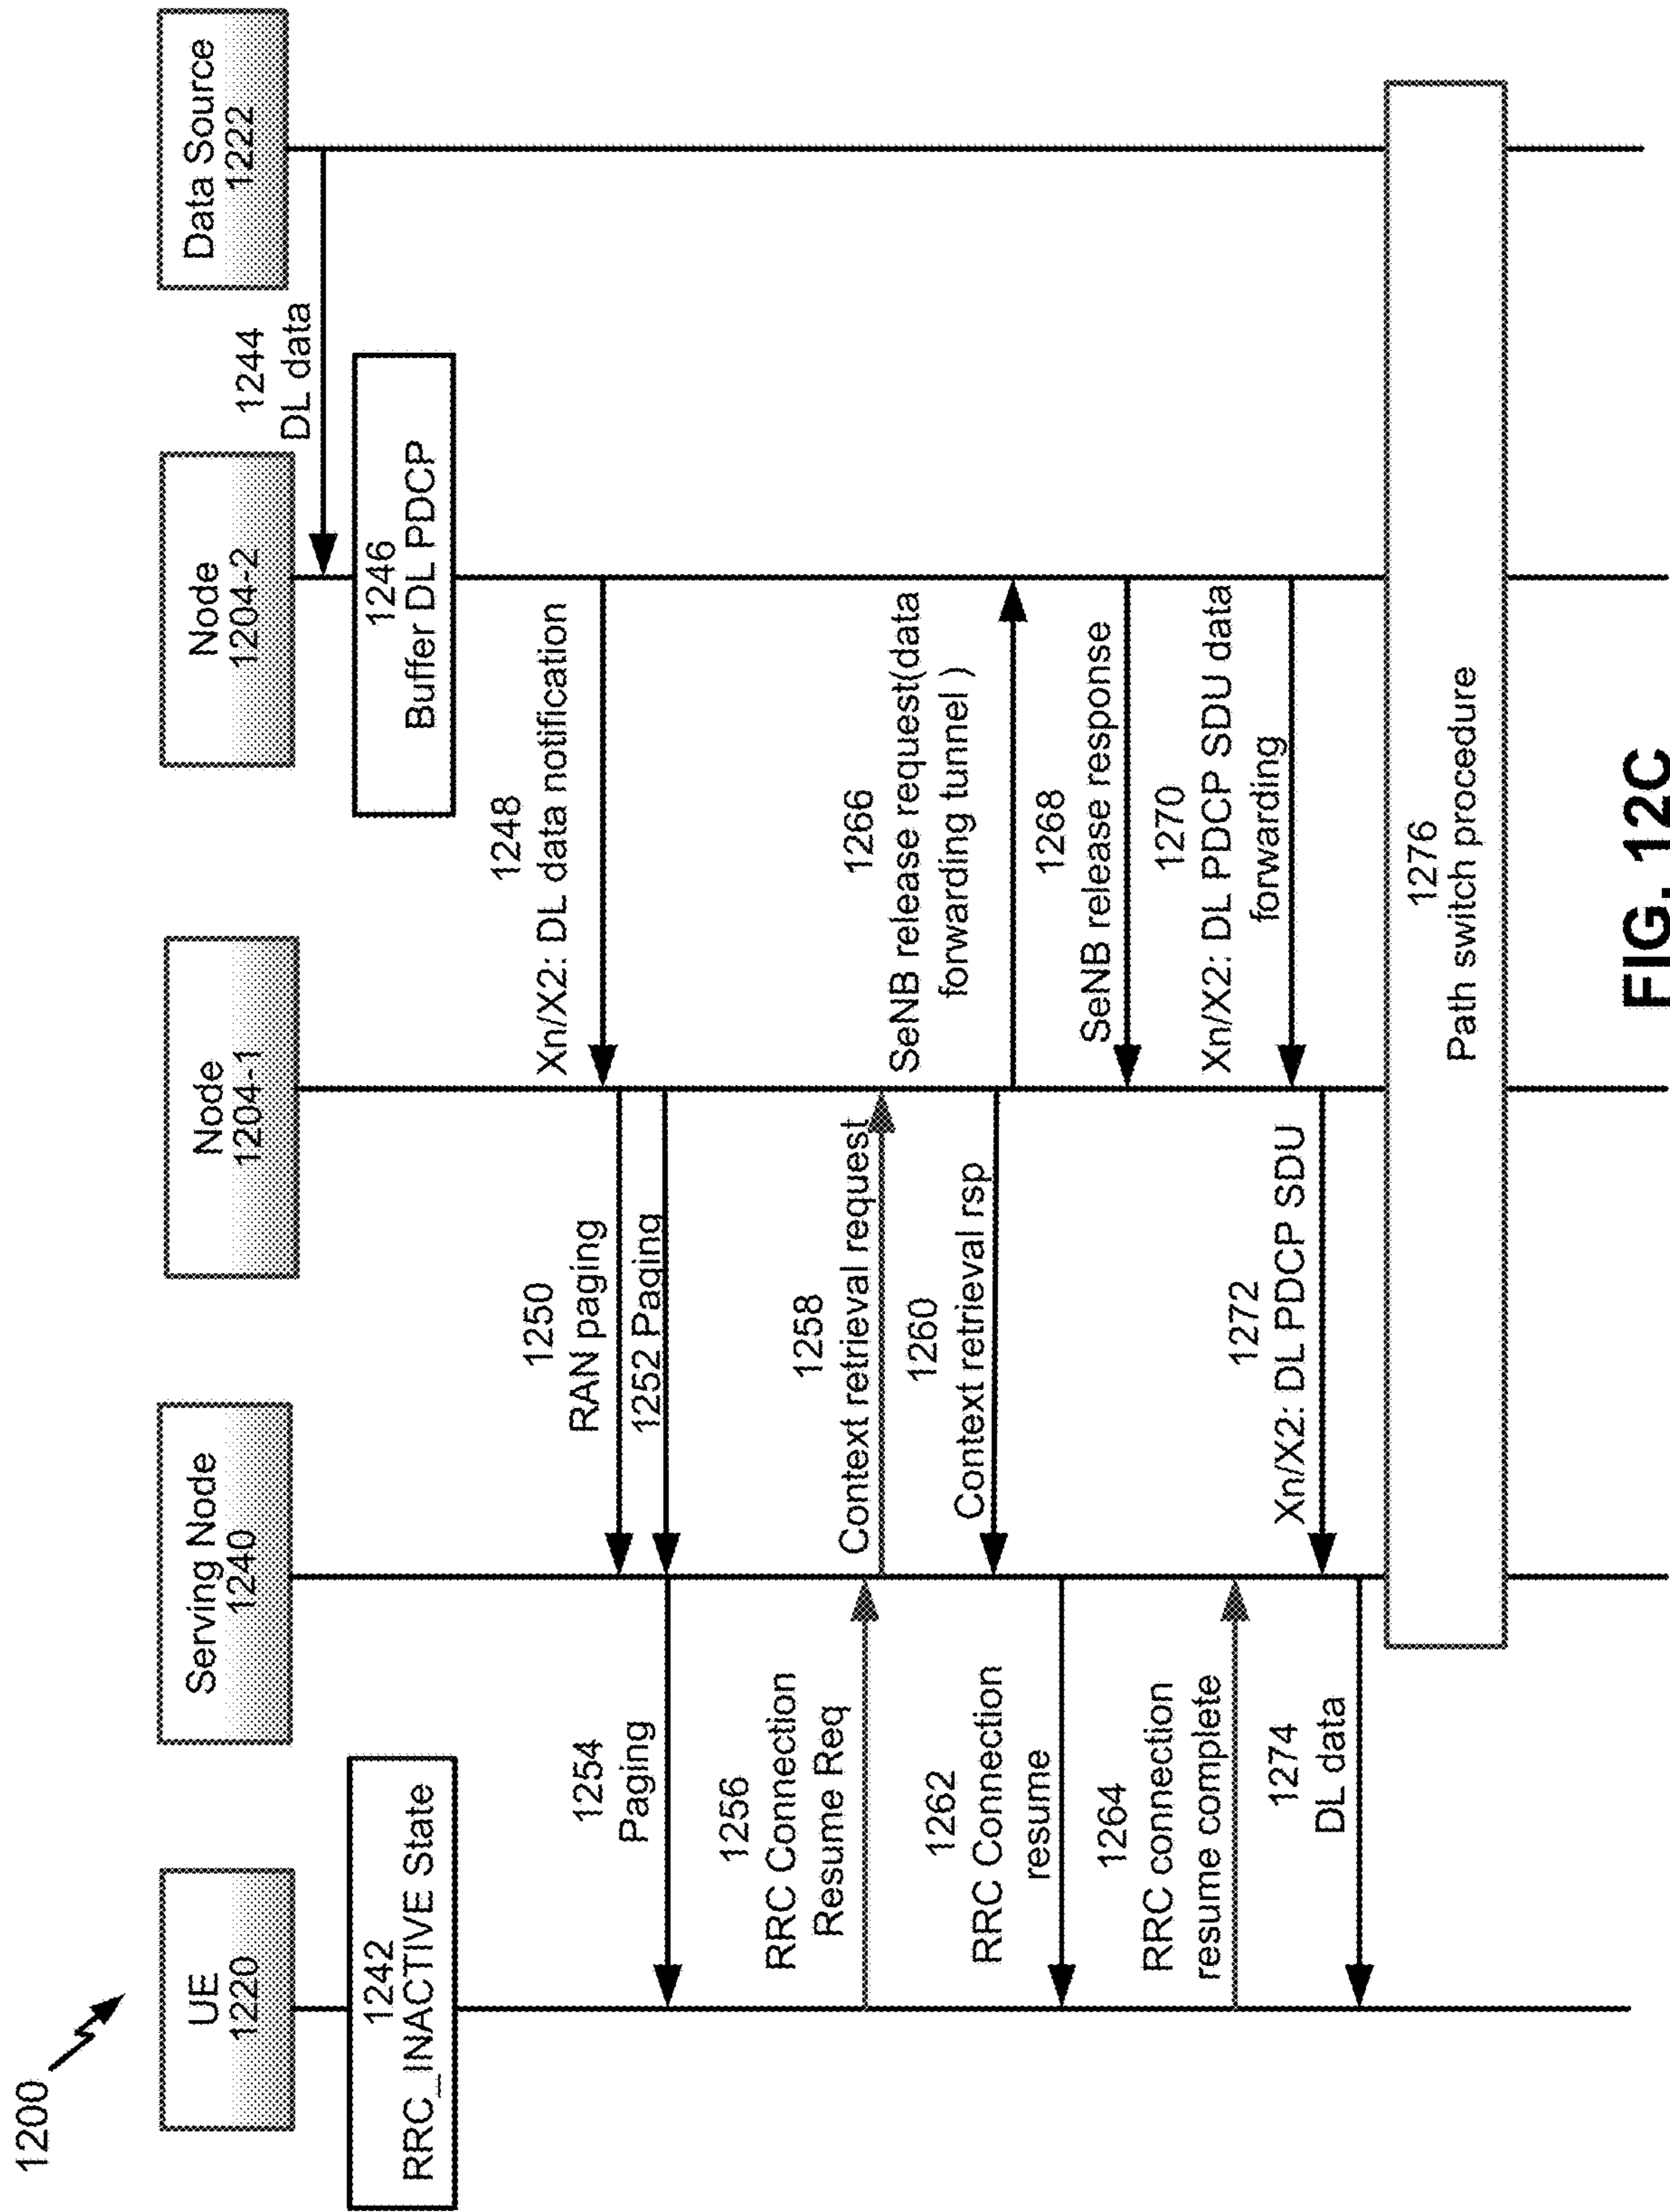 1200
UE
1220
Serving Node
1240
Node
1204-1
Node
1204-2
Data Source
1222
1242
RRC_INACTIVE State
1244
DL data
1246
Buffer DL PDCP
1248
Xn/X2: DL data notification
1250
RAN paging
1252 Paging
1254
Paging
1256
RRC Connection
Resume Req
1258
Context retrieval request
1260
Context retrieval rsp
1262
RRC Connection
resume
1264
RRC connection
resume complete
1266
SeNB release request(data
forwarding tunnel )
1268
SeNB release response
1270
Xn/X2: DL PDCP SDU data
forwarding
1272
Xn/X2: DL PDCP SDU
1274
DL data
1276
Path switch procedure
FIG. 12C